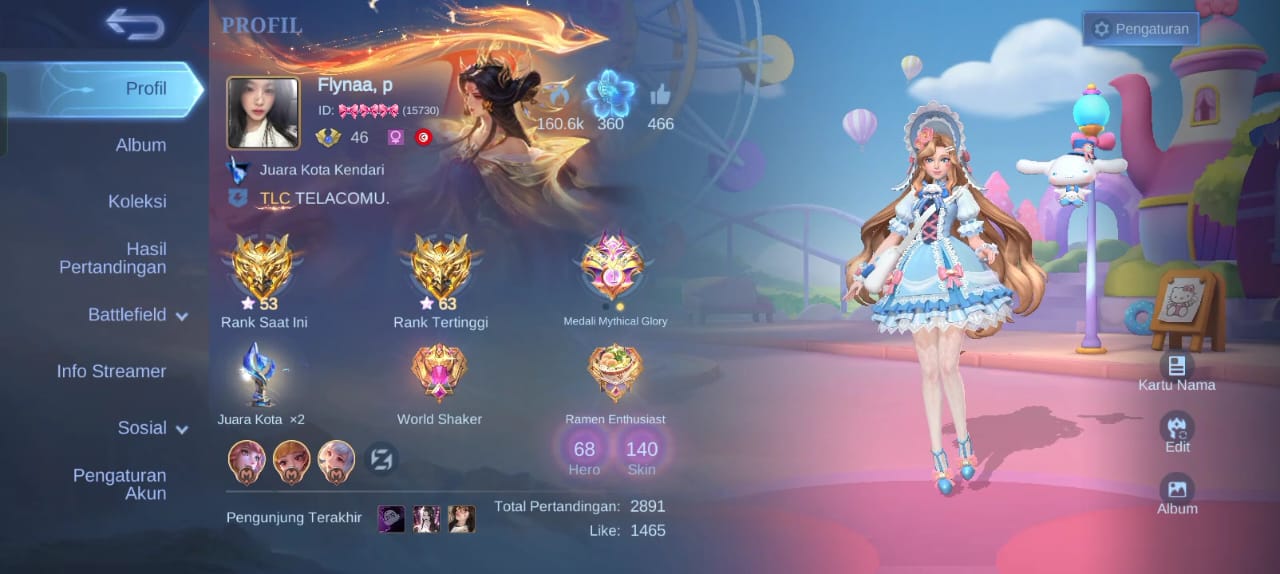 PROFIL
Pengaturan
Profil
Album
Koleksi
Hasil
Pertandingan
Battlefield
Info Streamer
Sosial
Pengaturan
Akun
Flynaa, p
ID: (15730)
46
160.6k 360 466
Juara Kota Kendari
TLC TELACOMU.
53
Rank Saat Ini
63
Rank Tertinggi
Medali Mythical Glory
Juara Kota ×2
World Shaker
Ramen Enthusiast
68
Hero
140
Skin
Pengunjung Terakhir
Total Pertandingan: 2891
Like: 1465
Kartu Nama
Edit
Album